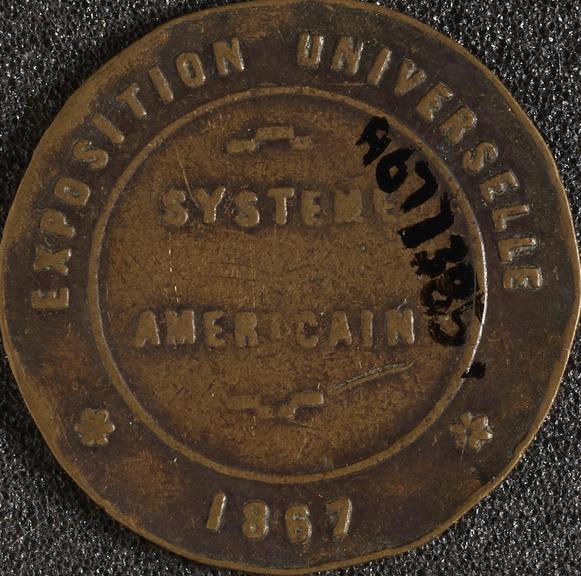 EXPOSITION UNIVERSELLE
SYSTEME
AMERICAIN
1867